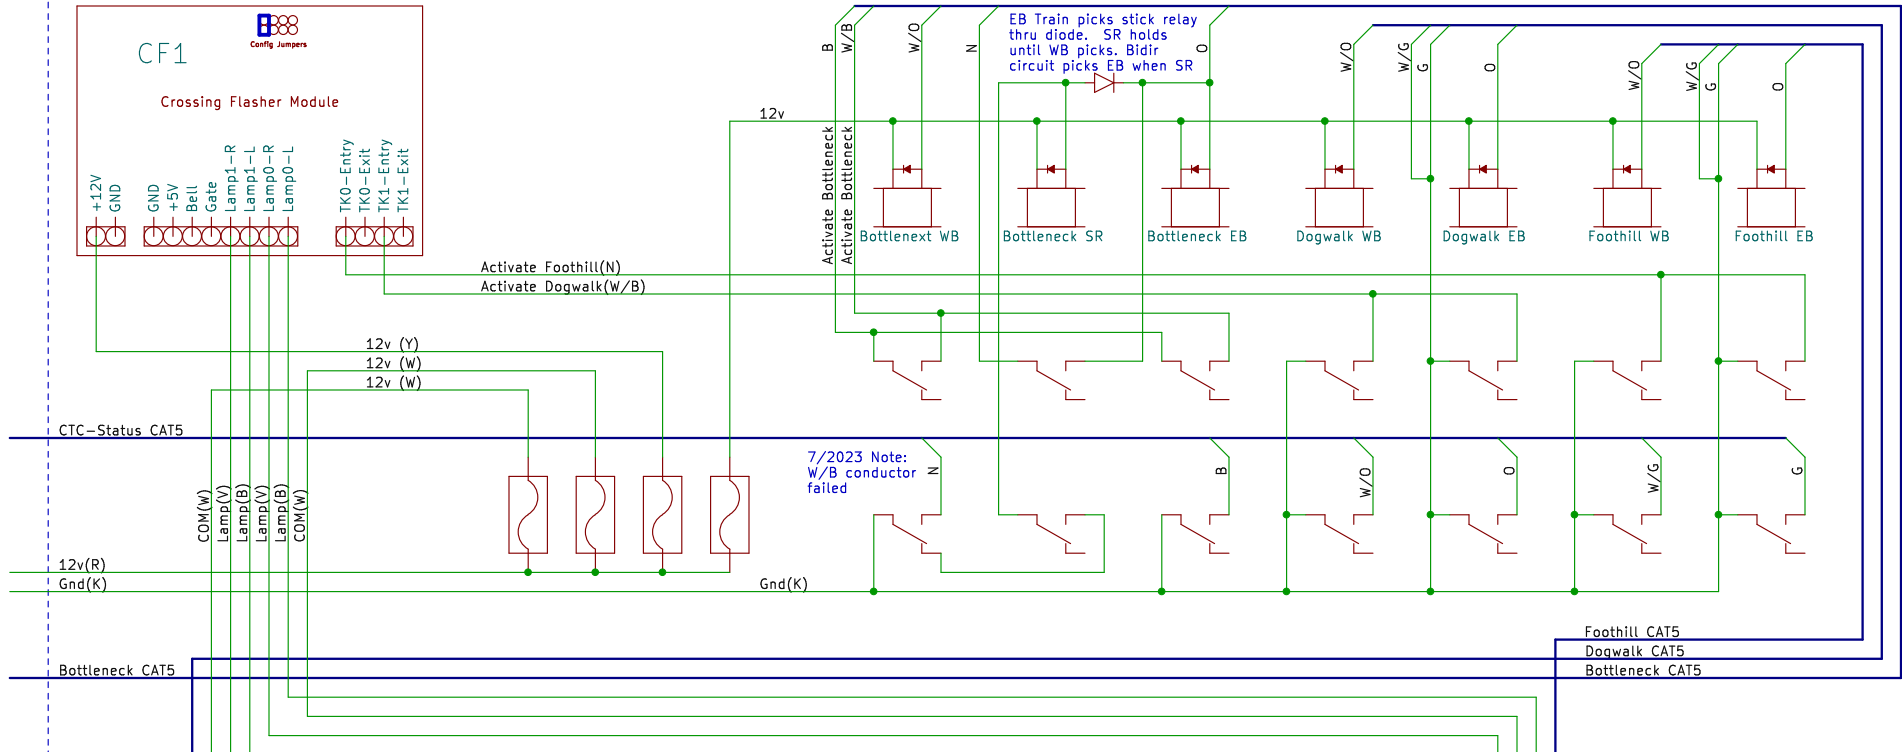 Config Jumpers
CF1
Crossing Flasher Module
+12V
GND
GND
+5V
Bell
Gate
Lamp1-R
Lamp1-L
Lamp0-R
Lamp0-L
TK0-Entry
TK0-Exit
TK1-Entry
TK1-Exit
B
W/B
W/O
N
EB Train picks stick relay
thru diode.  SR holds
until WB picks. Bidir
circuit picks EB when SR
O
W/O
W/G
G
O
W/O
W/G
G
O
12v
Activate Bottleneck
Activate Bottleneck
Bottlenext WB
Bottleneck SR
Bottleneck EB
Dogwalk WB
Dogwalk EB
Foothill WB
Foothill EB
Activate Foothill(N)
Activate Dogwalk(W/B)
12v (Y)
12v (W)
12v (W)
CTC-Status CAT5
7/2023 Note:
W/B conductor
failed
N
B
W/O
O
W/G
G
COM(W)
Lamp(V)
Lamp(B)
Lamp(V)
Lamp(B)
COM(W)
12v(R)
Gnd(K)
Gnd(K)
Foothill CAT5
Dogwalk CAT5
Bottleneck CAT5
Bottleneck CAT5